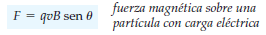 F = qvB sen θ
fuerza magnética sobre una
partícula con carga eléctrica